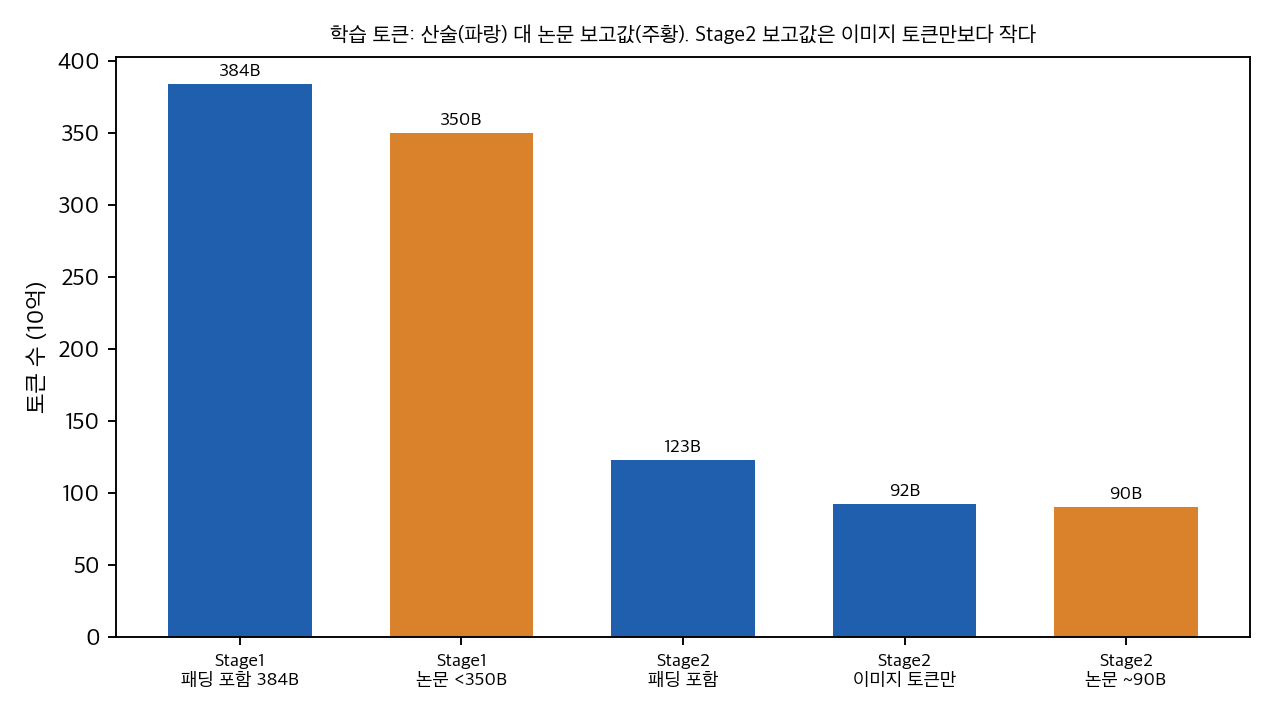 학습 토큰: 산술(파랑) 대 논문 보고값(주황). Stage2 보고값은 이미지 토큰만보다 작다
토큰 수 (10억)
400
350
300
250
200
150
100
50
0
384B
350B
123B
92B
90B
Stage1
패딩 포함 384B
Stage1
논문 <350B
Stage2
패딩 포함
Stage2
이미지 토큰만
Stage2
논문 ~90B